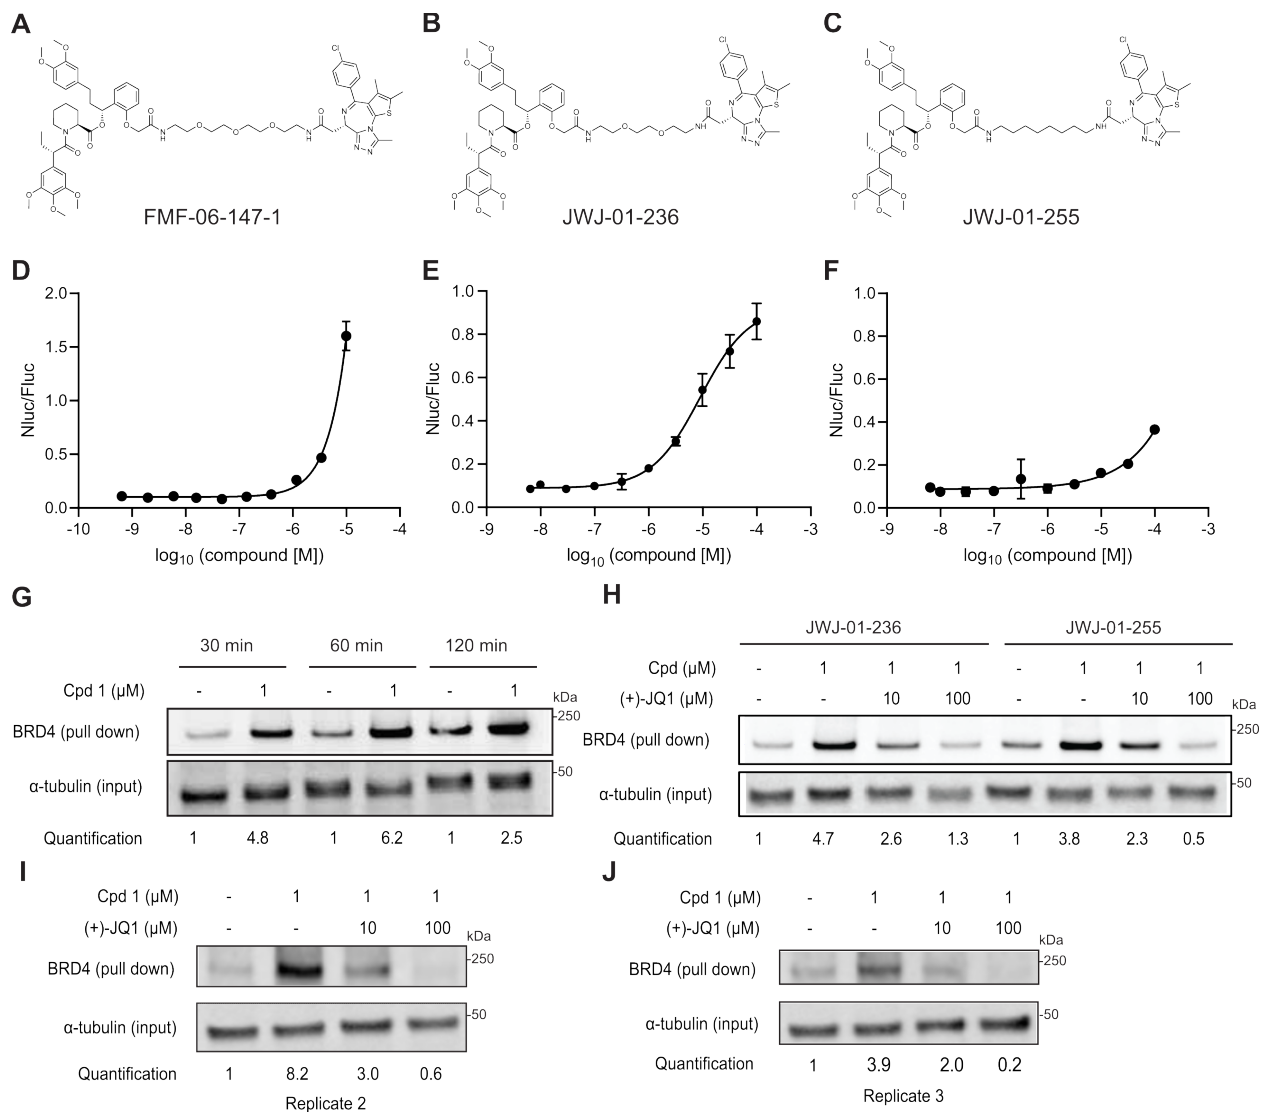 A
B
C
FMF-06-147-1
JWJ-01-236
JWJ-01-255
D
E
F
Nluc/Fluc
2.0
1.5
1.0
0.5
0.0
-10 -9 -8 -7 -6 -5 -4
log10 (compound [M])
Nluc/Fluc
1.0
0.8
0.6
0.4
0.2
0.0
-9 -8 -7 -6 -5 -4 -3
log10 (compound [M])
Nluc/Fluc
1.0
0.8
0.6
0.4
0.2
0.0
-9 -8 -7 -6 -5 -4 -3
log10 (compound [M])
G
30 min 60 min 120 min
Cpd 1 (µM) - 1 - 1 - 1
kDa
BRD4 (pull down) -250
α-tubulin (input) -50
Quantification 1 4.8 1 6.2 1 2.5
H
JWJ-01-236 JWJ-01-255
Cpd (µM) - 1 1 1 - 1 1 1
(+)-JQ1 (µM) - - 10 100 - - 10 100
kDa
BRD4 (pull down) -250
α-tubulin (input) -50
Quantification 1 4.7 2.6 1.3 1 3.8 2.3 0.5
I
Cpd 1 (µM) - 1 1 1
(+)-JQ1 (µM) - - 10 100
kDa
BRD4 (pull down) -250
α-tubulin (input) -50
Quantification 1 8.2 3.0 0.6
Replicate 2
J
Cpd 1 (µM) - 1 1 1
(+)-JQ1 (µM) - - 10 100
kDa
BRD4 (pull down) -250
α-tubulin (input) -50
Quantification 1 3.9 2.0 0.2
Replicate 3